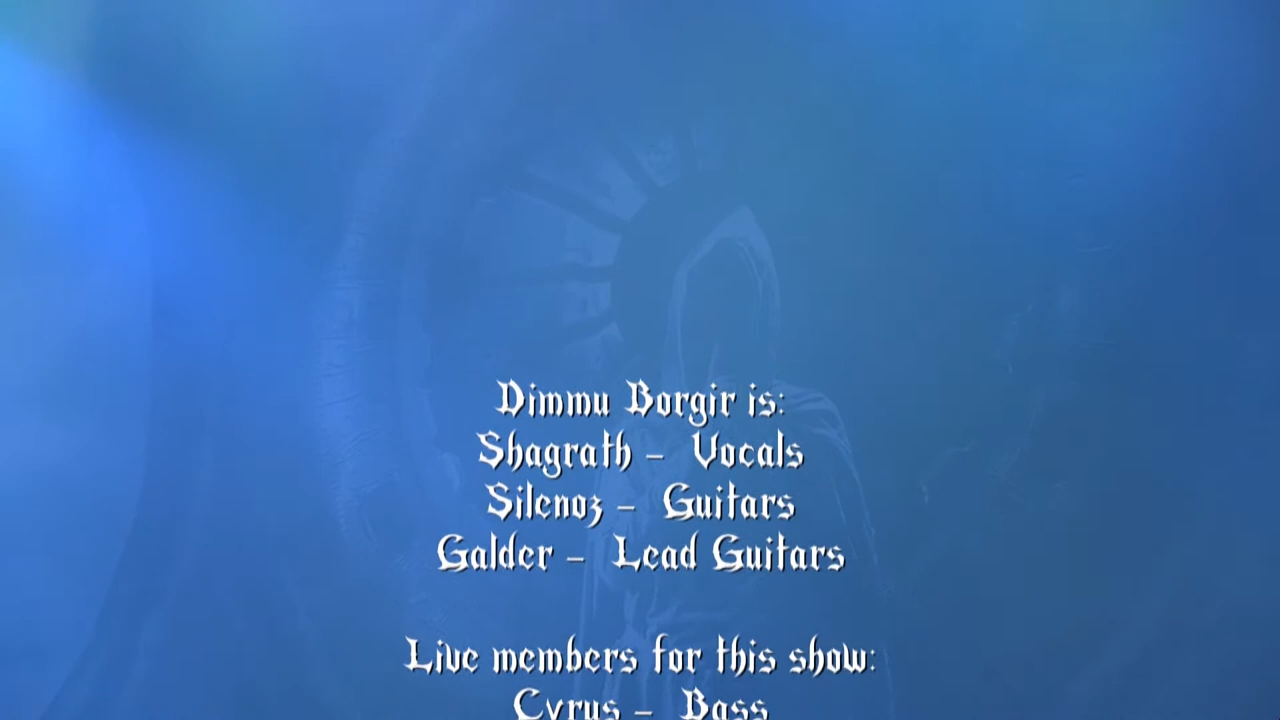 Dimmu Borgir is:
Shagrath - Vocals
Silenoz - Guitars
Galder - Lead Guitars
Live members for this show:
Cyrus - Bass